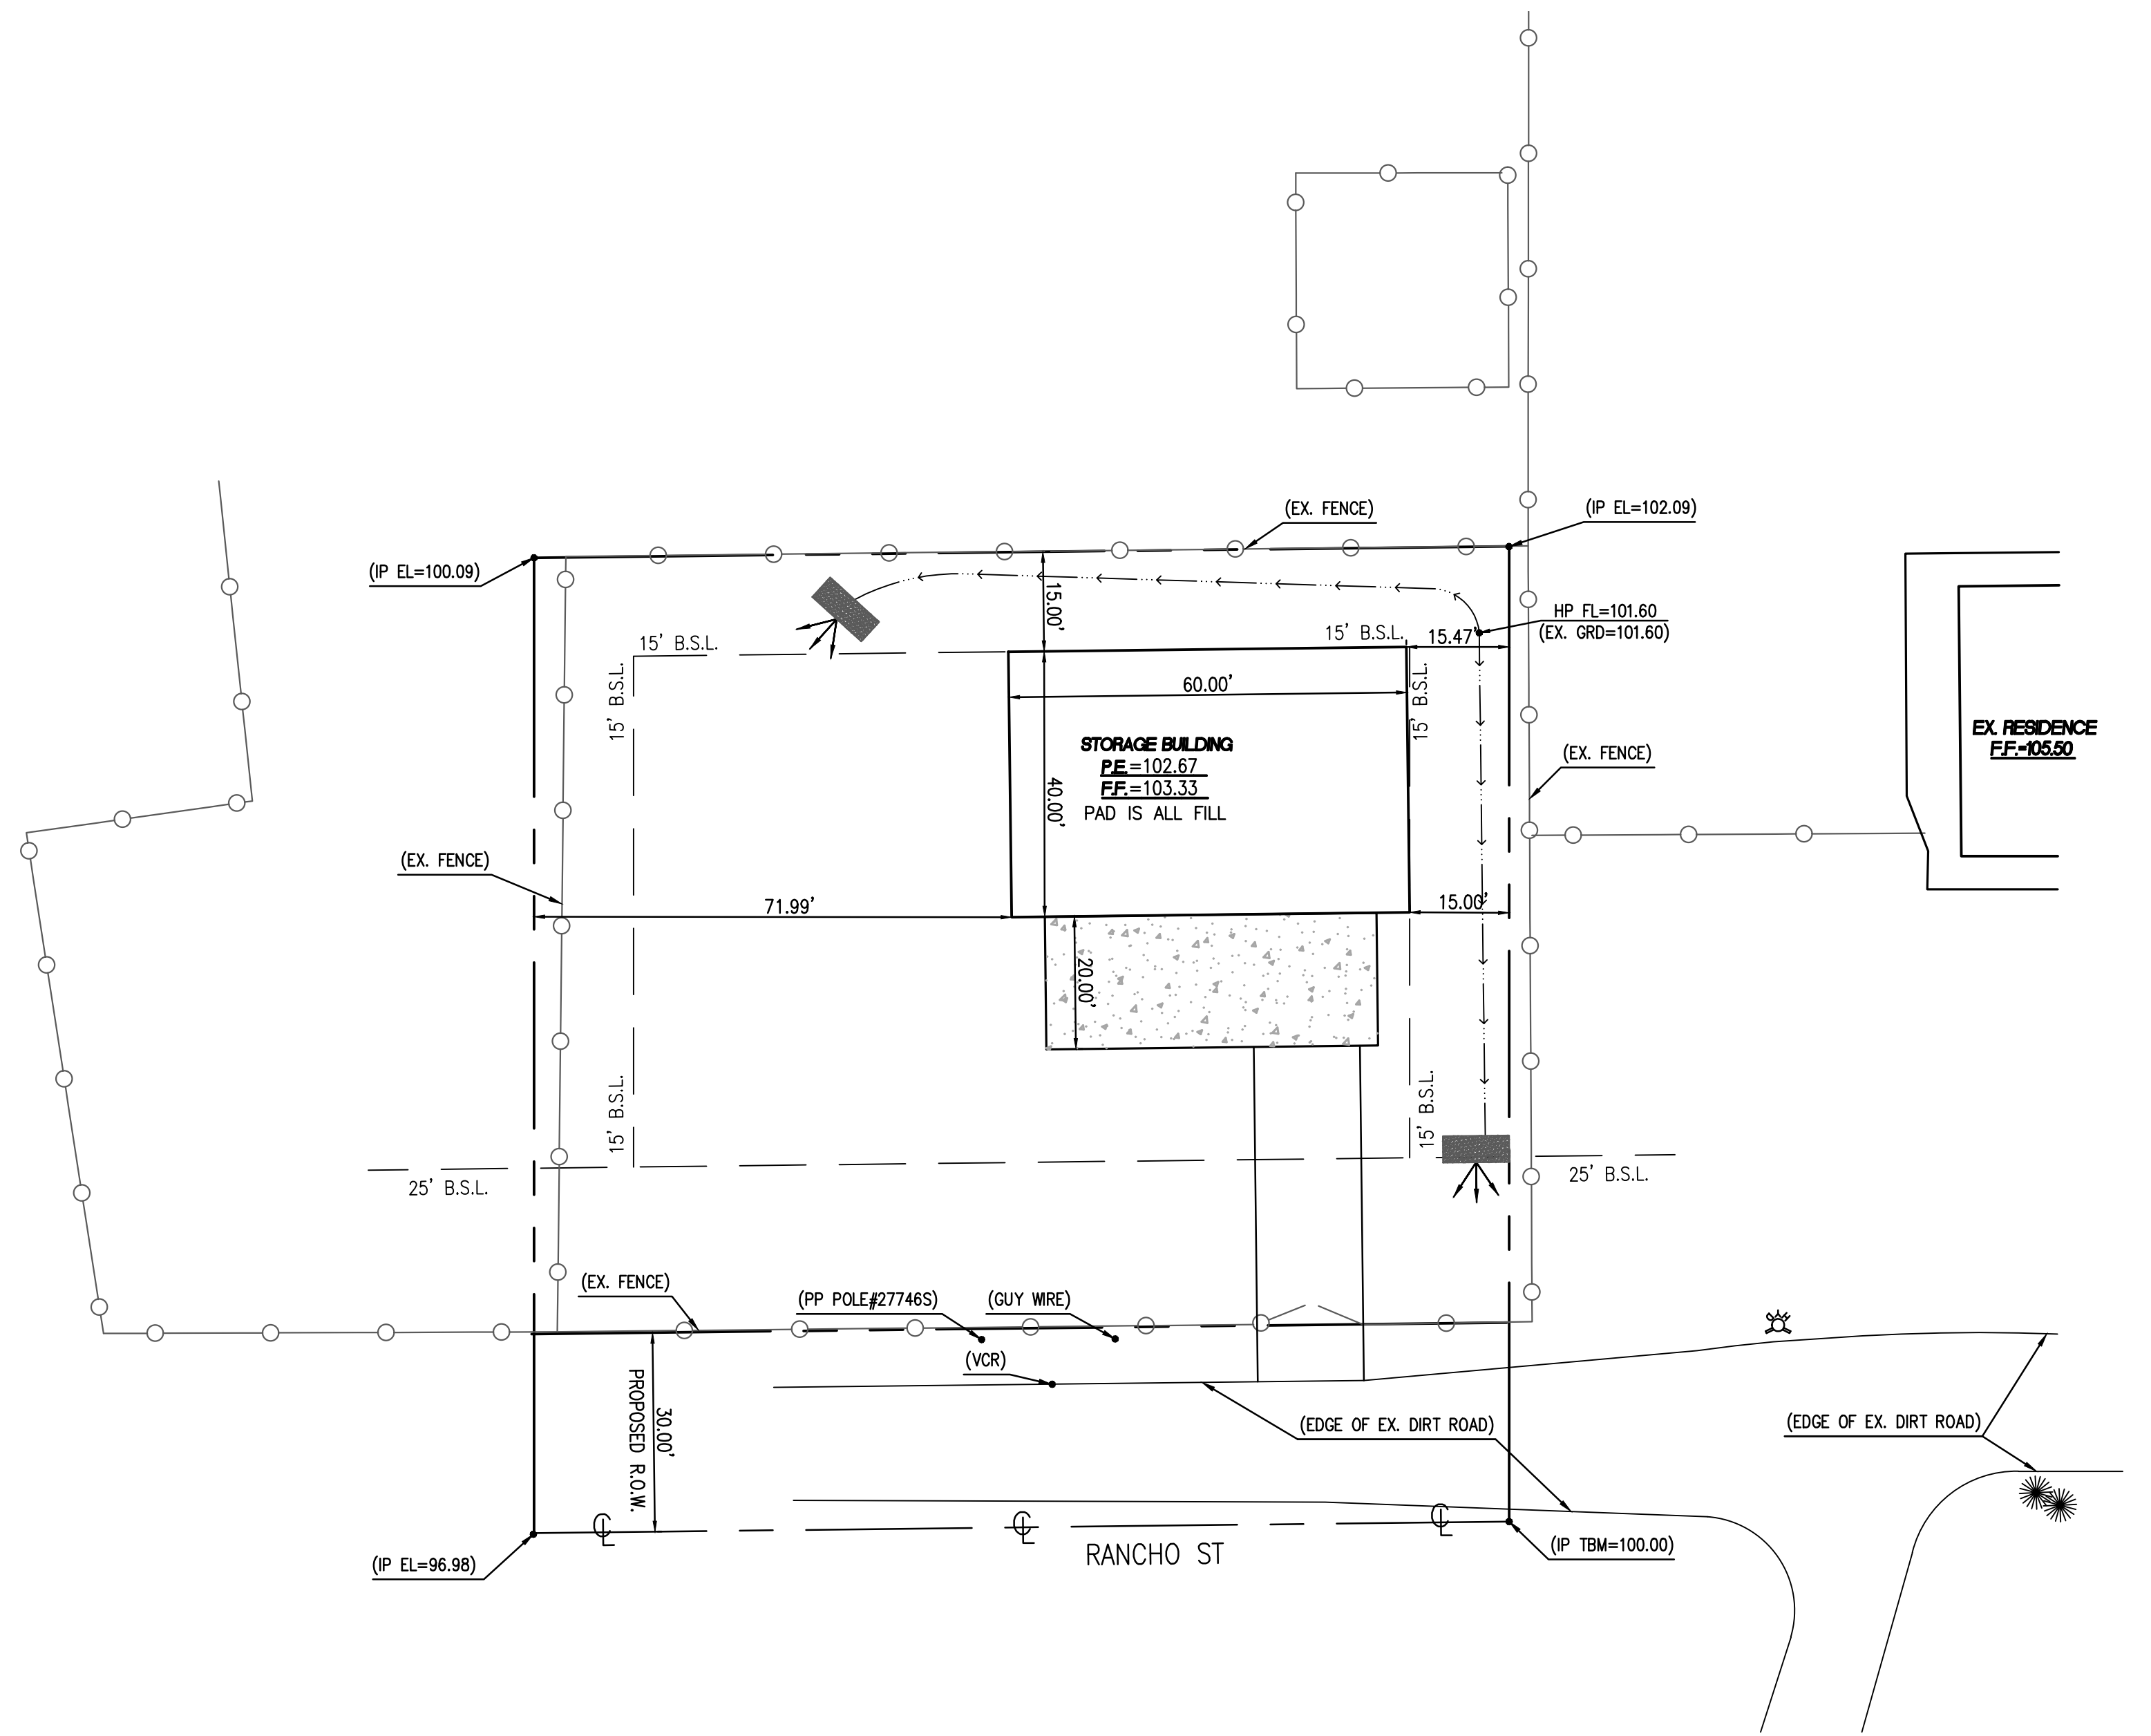 (EX. FENCE)
(IP EL=102.09)
(IP EL=100.09)
15.00'
HP FL=101.60
(EX. GRD=101.60)
15' B.S.L.
15' B.S.L.
15.47'
15' B.S.L.
15' B.S.L.
60.00'
STORAGE BUILDING
P.E.=102.67
F.F.=103.33
PAD IS ALL FILL
40.00'
EX. RESIDENCE
F.F.=105.50
(EX. FENCE)
(EX. FENCE)
71.99'
15.00'
20.00'
15' B.S.L.
15' B.S.L.
25' B.S.L.
25' B.S.L.
(EX. FENCE)
(PP POLE#27746S)
(GUY WIRE)
(VCR)
30.00'
PROPOSED R.O.W.
(EDGE OF EX. DIRT ROAD)
(EDGE OF EX. DIRT ROAD)
CL
CL
CL
RANCHO ST
(IP EL=96.98)
(IP TBM=100.00)